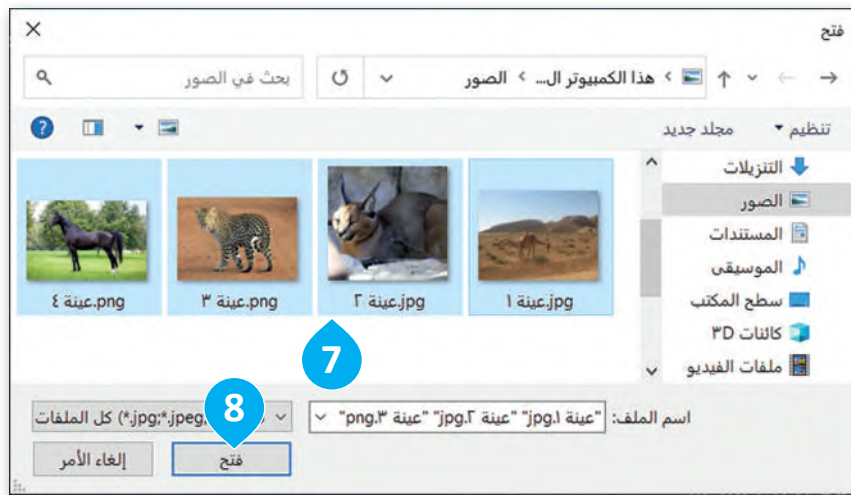 فتح
هذا الكمبيوتر ال... > الصور
بحث في الصور
تنظيم
مجلد جديد
التنزيلات
الصور
المستندات
الموسيقى
سطح المكتب
كائنات ٣D
ملفات الفيديو
عينة ١.jpg
عينة ٢.jpg
عينة ٣.png
عينة ٤.png
7
اسم الملف: "عينة ١.jpg" "عينة ٢.jpg" "عينة ٣.png"
كل الملفات (*.jpg;*.jpeg;
8
فتح
إلغاء الأمر